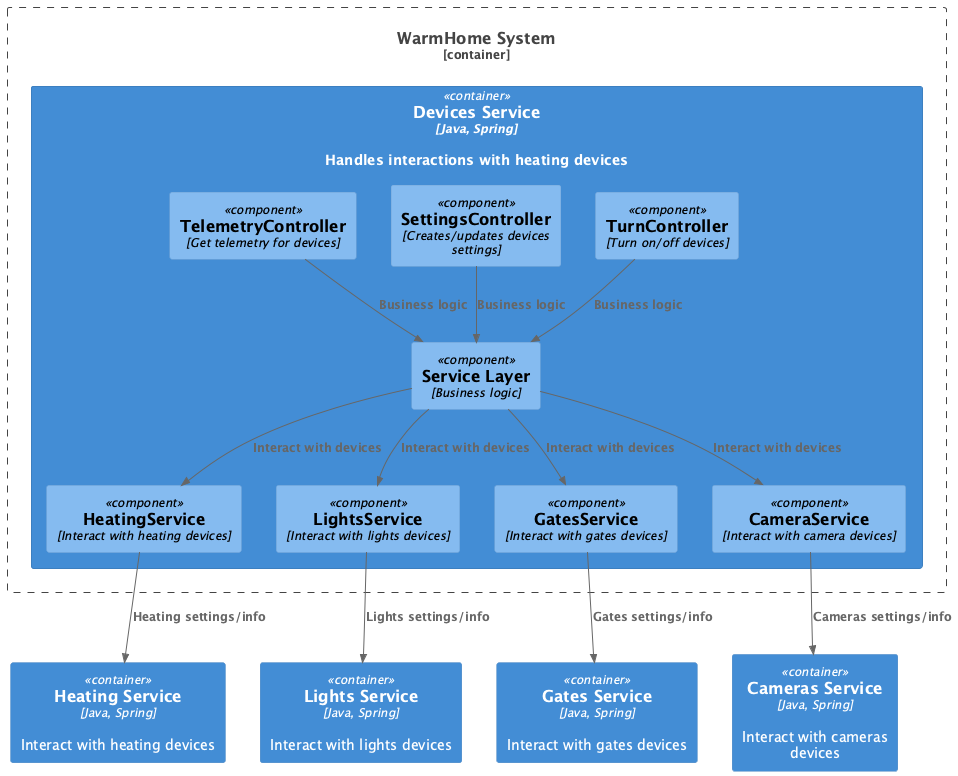 WarmHome System
[container]
«container»
Devices Service
[Java, Spring]
Handles interactions with heating devices
«component»
TelemetryController
[Get telemetry for devices]
«component»
SettingsController
[Creates/updates devices
settings]
«component»
TurnController
[Turn on/off devices]
Business logic
Business logic
Business logic
«component»
Service Layer
[Business logic]
Interact with devices
Interact with devices
Interact with devices
Interact with devices
«component»
HeatingService
[Interact with heating devices]
«component»
LightsService
[Interact with lights devices]
«component»
GatesService
[Interact with gates devices]
«component»
CameraService
[Interact with camera devices]
Heating settings/info
Lights settings/info
Gates settings/info
Cameras settings/info
«container»
Heating Service
[Java, Spring]
Interact with heating devices
«container»
Lights Service
[Java, Spring]
Interact with lights devices
«container»
Gates Service
[Java, Spring]
Interact with gates devices
«container»
Cameras Service
[Java, Spring]
Interact with cameras
devices